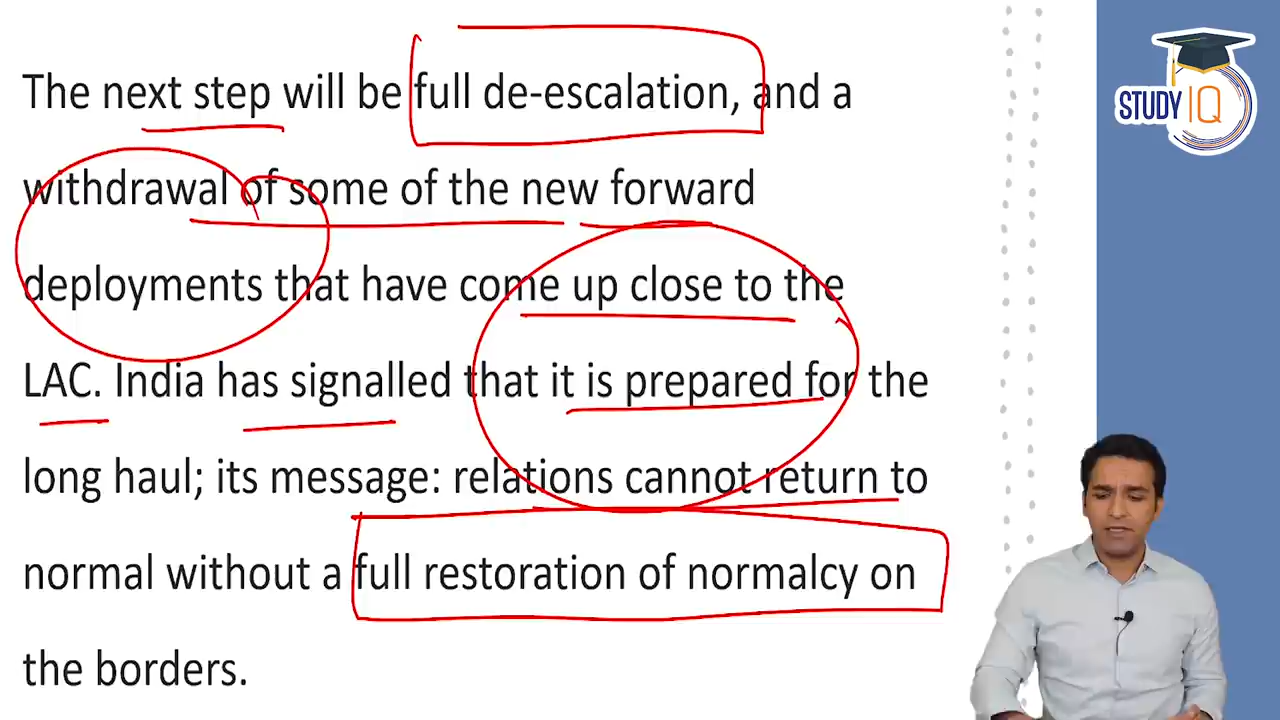 The next step will be full de-escalation, and a
withdrawal of some of the new forward
deployments that have come up close to the
LAC. India has signalled that it is prepared for the
long haul; its message: relations cannot return to
normal without a full restoration of normalcy on
the borders.
STUDY IQ